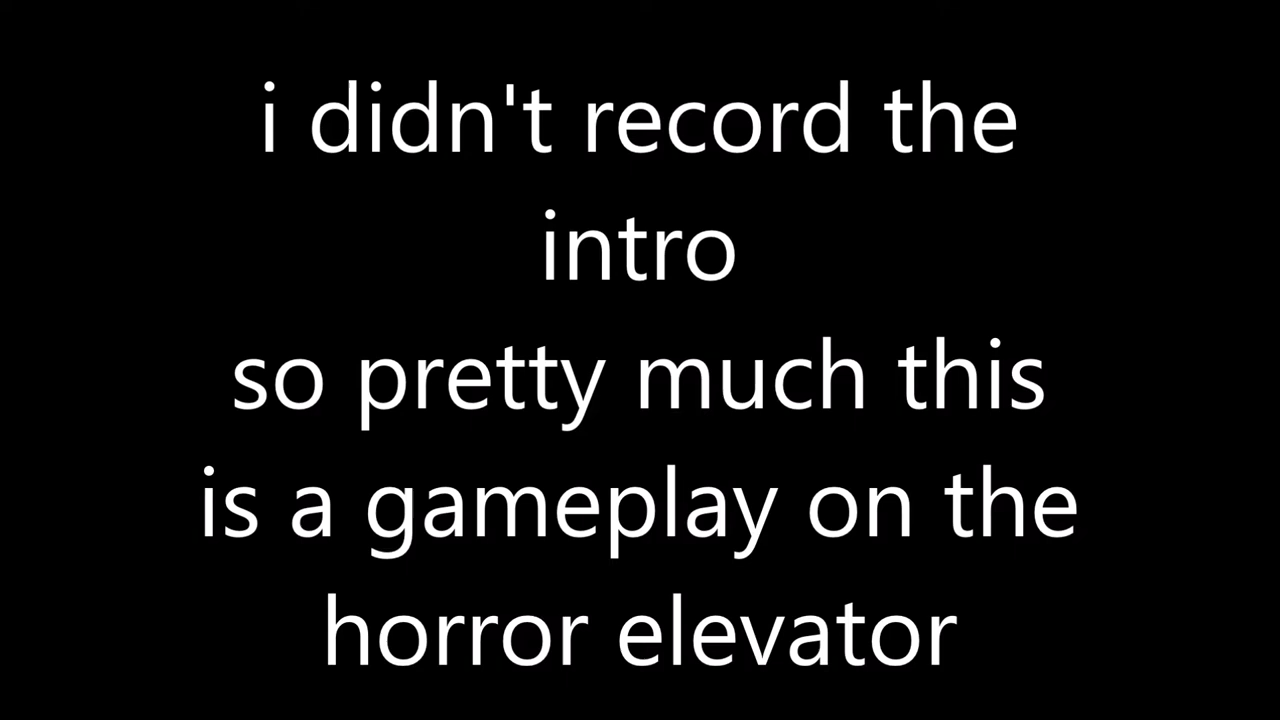 i didn't record the
intro
so pretty much this
is a gameplay on the
horror elevator